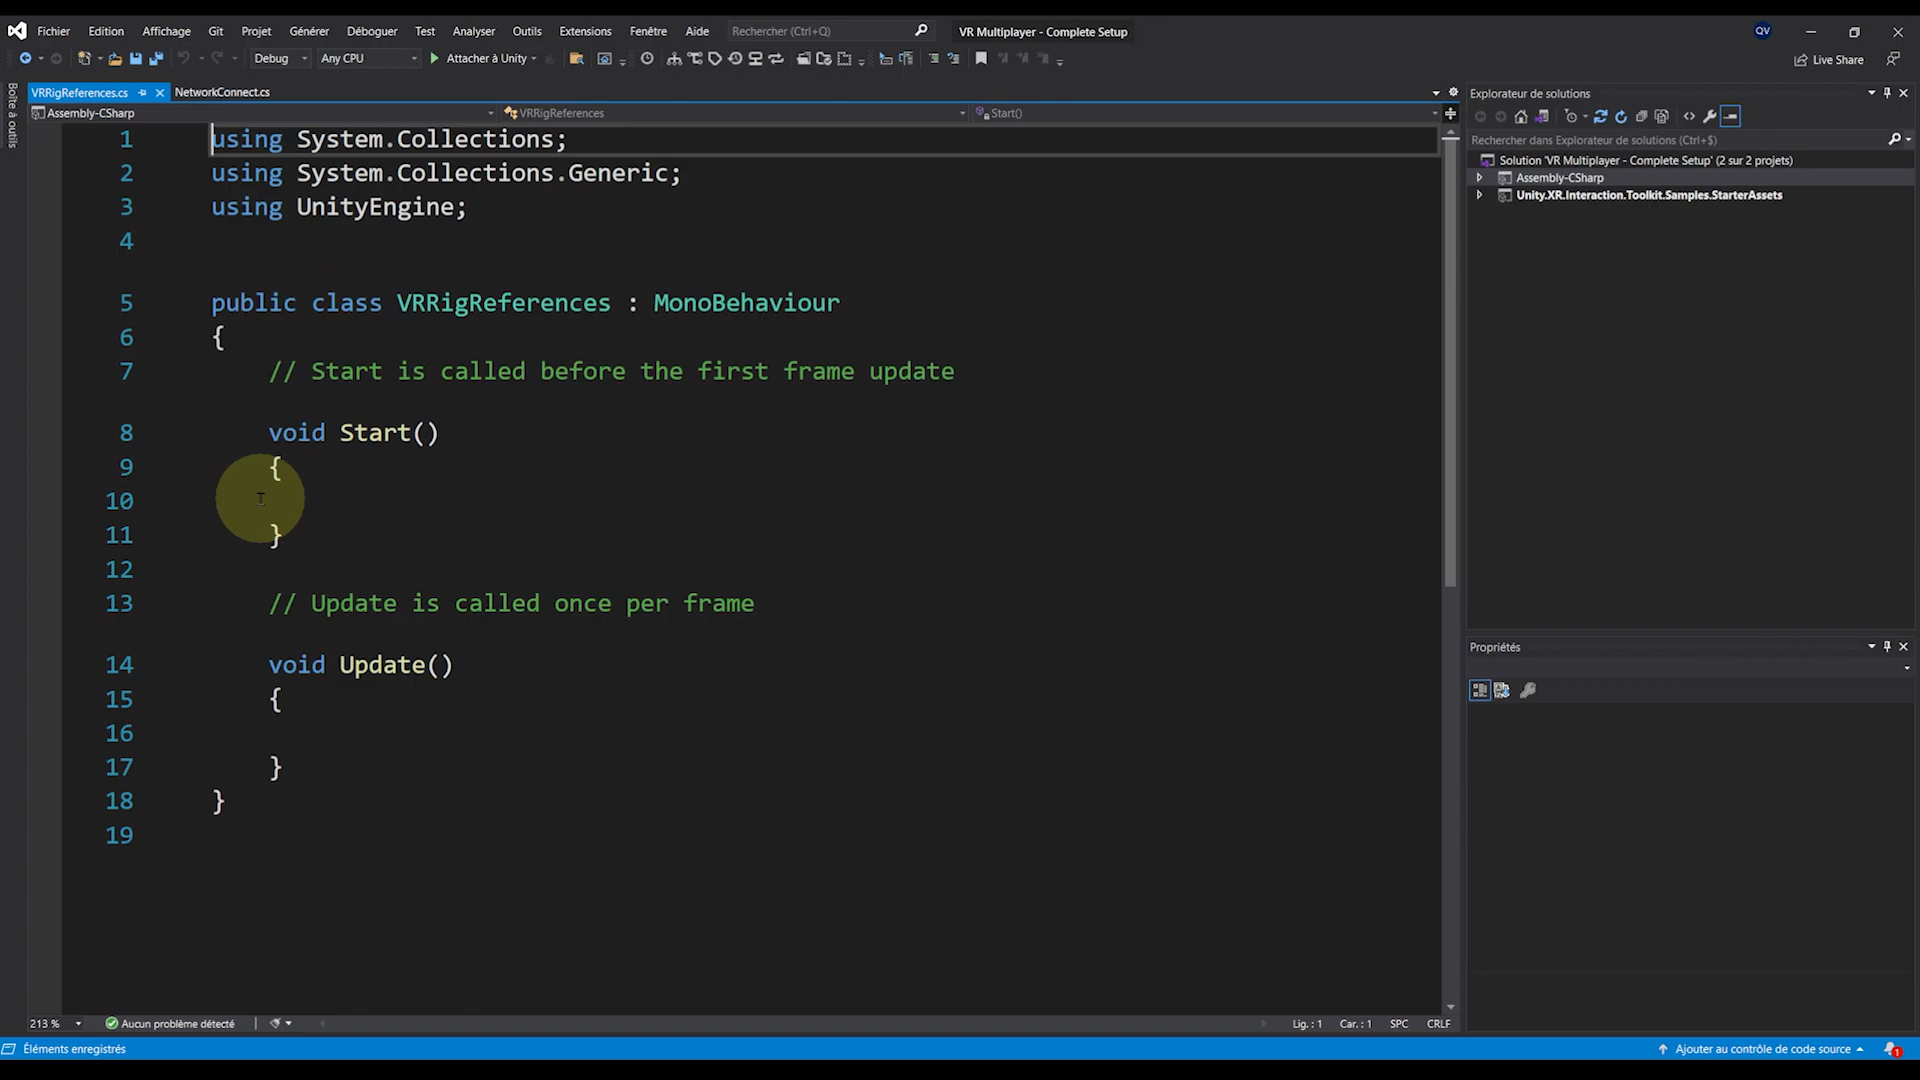 Fichier Edition Affichage Git Projet Générer Déboguer Test Analyser Outils Extensions Fenêtre Aide Rechercher (Ctrl+Q) VR Multiplayer - Complete Setup QV
Debug Any CPU Attacher à Unity Live Share
Boîte à outils
VRRigReferences.cs NetworkConnect.cs
Assembly-CSharp VRRigReferences Start()
1 using System.Collections;
2 using System.Collections.Generic;
3 using UnityEngine;
4
5 public class VRRigReferences : MonoBehaviour
6 {
7 // Start is called before the first frame update
8 void Start()
9 {
10
11 }
12
13 // Update is called once per frame
14 void Update()
15 {
16
17 }
18 }
19
213 % Aucun problème détecté Lig. : 1 Car. : 1 SPC CRLF
Explorateur de solutions
Rechercher dans Explorateur de solutions (Ctrl+$)
Solution 'VR Multiplayer - Complete Setup' (2 sur 2 projets)
Assembly-CSharp
Unity.XR.Interaction.Toolkit.Samples.StarterAssets
Propriétés
Éléments enregistrés Ajouter au contrôle de code source 1